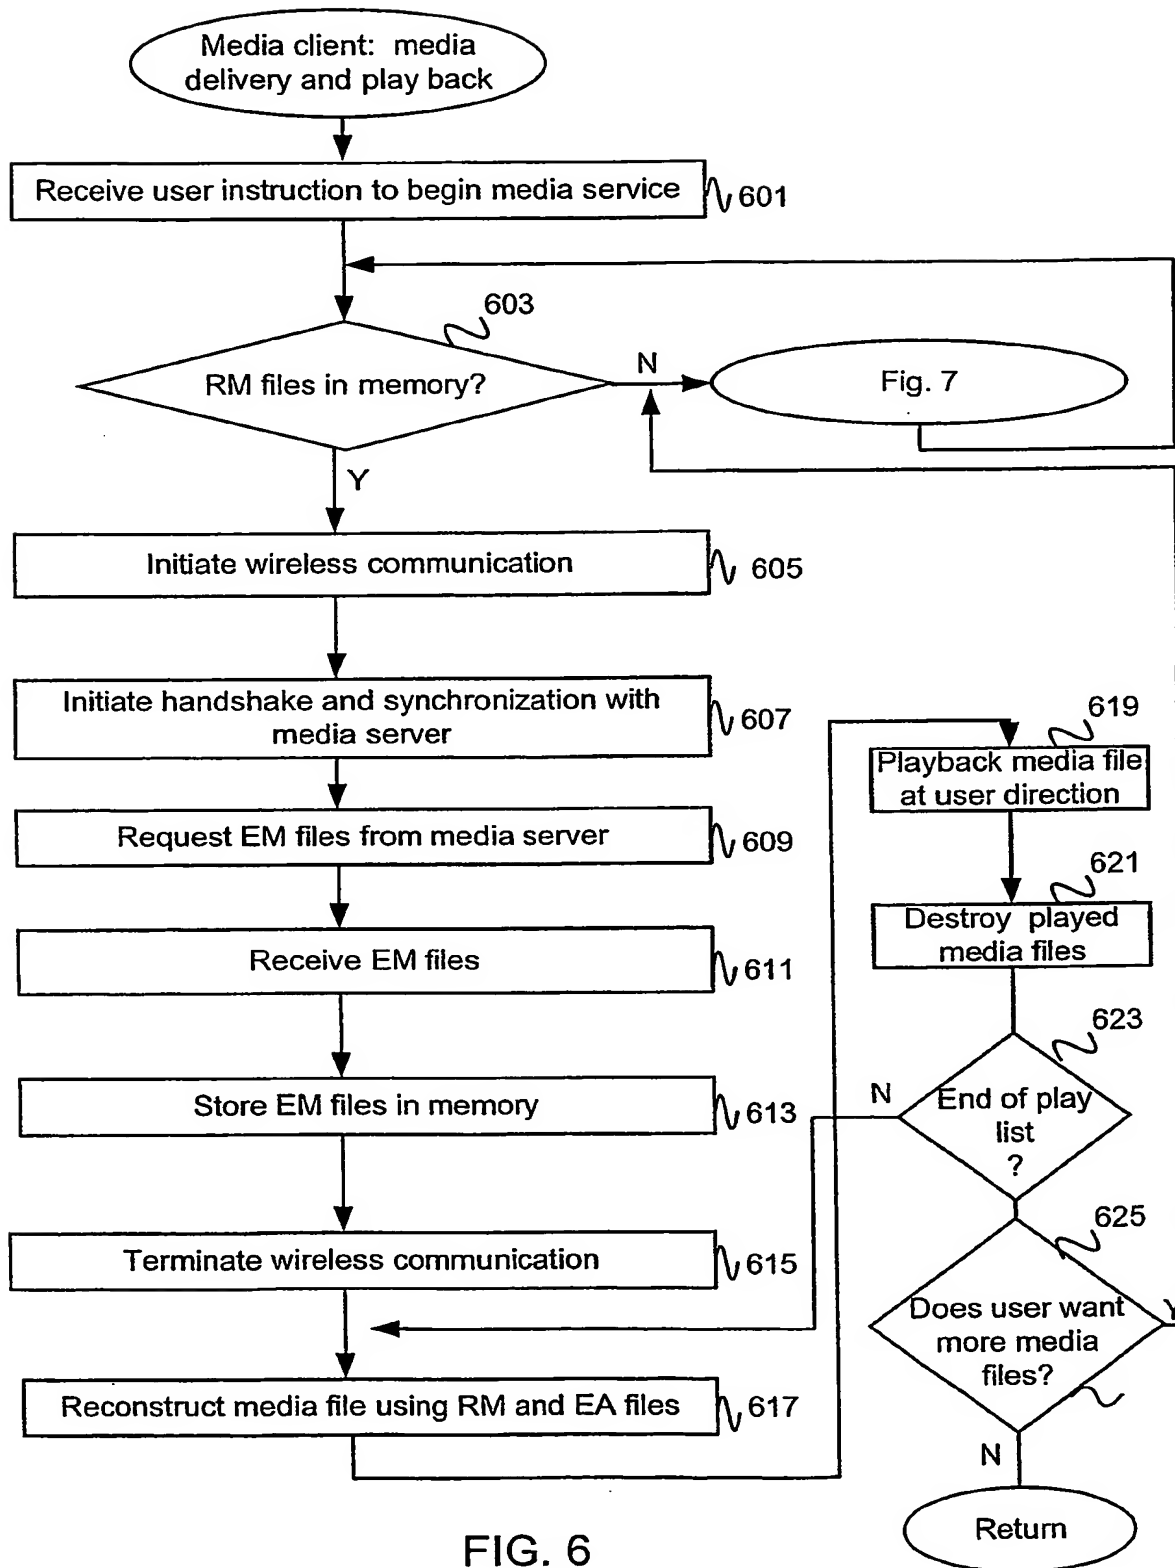 Media client: media
delivery and play back
Receive user instruction to begin media service
601
603
RM files in memory?
N
Fig. 7
Y
Initiate wireless communication
605
Initiate handshake and synchronization with
media server
607
Request EM files from media server
609
Receive EM files
611
Store EM files in memory
613
Terminate wireless communication
615
Reconstruct media file using RM and EA files
617
619
Playback media file
at user direction
621
Destroy played
media files
623
N
End of play
list
?
625
Does user want
more media
files?
Y
N
Return
FIG. 6